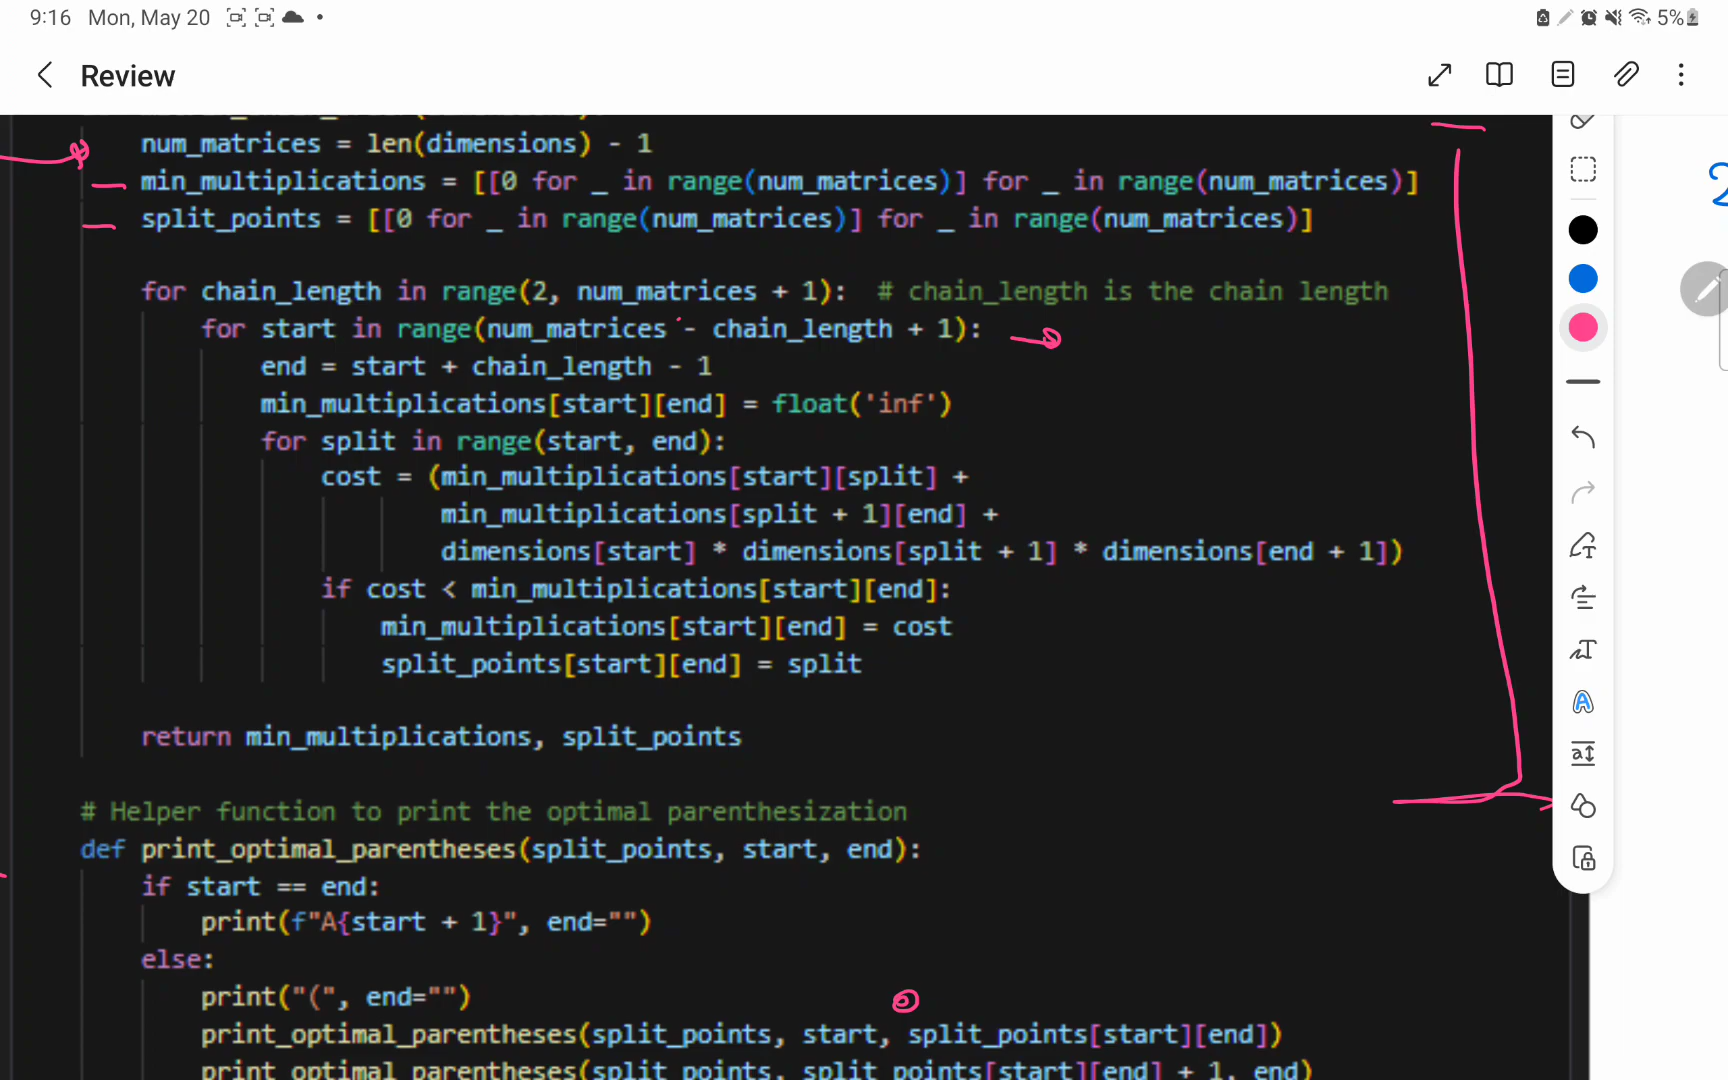 9:16 Mon, May 20
5%
Review
num_matrices = len(dimensions) - 1
min_multiplications = [[0 for _ in range(num_matrices)] for _ in range(num_matrices)]
split_points = [[0 for _ in range(num_matrices)] for _ in range(num_matrices)]
for chain_length in range(2, num_matrices + 1): # chain_length is the chain length
for start in range(num_matrices - chain_length + 1):
end = start + chain_length - 1
min_multiplications[start][end] = float('inf')
for split in range(start, end):
cost = (min_multiplications[start][split] +
min_multiplications[split + 1][end] +
dimensions[start] * dimensions[split + 1] * dimensions[end + 1])
if cost < min_multiplications[start][end]:
min_multiplications[start][end] = cost
split_points[start][end] = split
return min_multiplications, split_points
# Helper function to print the optimal parenthesization
def print_optimal_parentheses(split_points, start, end):
if start == end:
print(f"A{start + 1}", end="")
else:
print("(", end="")
print_optimal_parentheses(split_points, start, split_points[start][end])
print_optimal_parentheses(split_points, split_points[start][end] + 1, end)